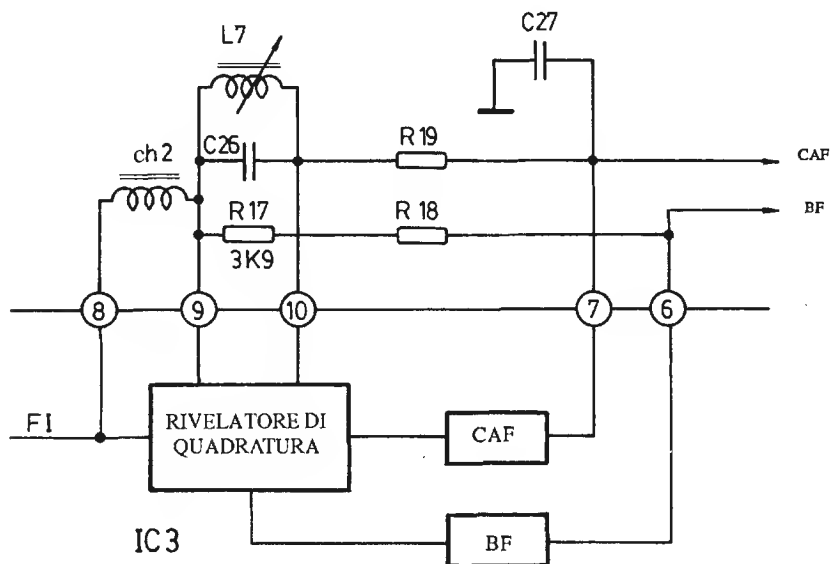 C27
L7
C26
R19
CAF
ch2
BF
R17
R18
3K9
8
9
10
7
6
FI
RIVELATORE DI
QUADRATURA
CAF
IC3
BF